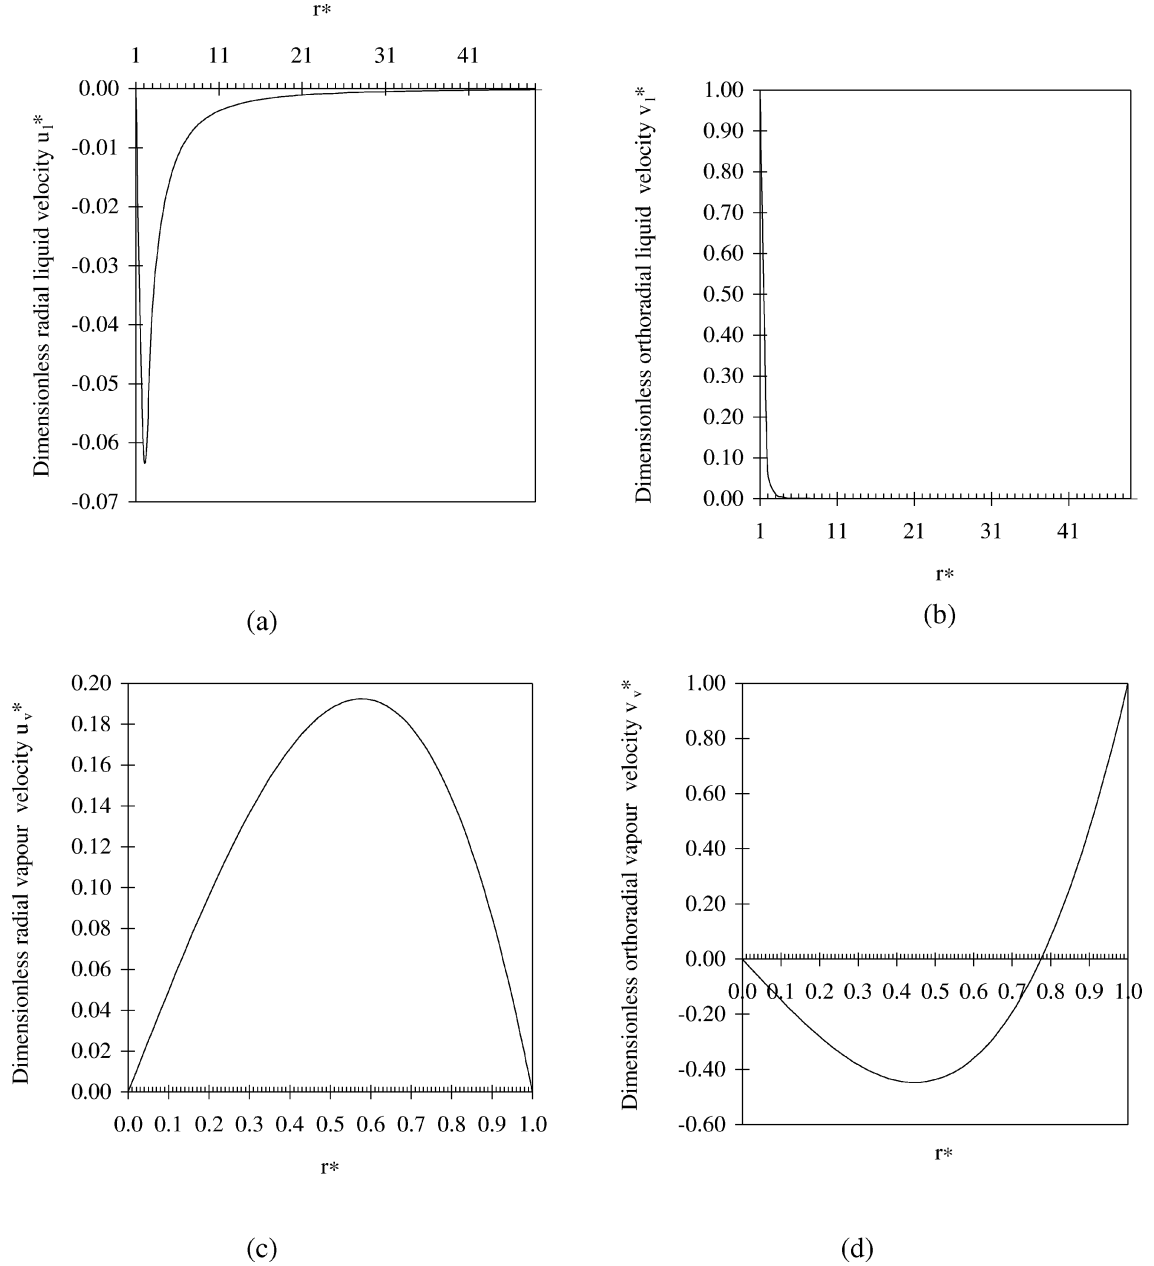 r*
1 11 21 31 41
0.00
-0.01
-0.02
-0.03
-0.04
-0.05
-0.06
-0.07
Dimensionless radial liquid velocity u_l*
(a)
1.00
0.90
0.80
0.70
0.60
0.50
0.40
0.30
0.20
0.10
0.00
Dimensionless orthoradial liquid velocity v_l*
1 11 21 31 41
r*
(b)
0.20
0.18
0.16
0.14
0.12
0.10
0.08
0.06
0.04
0.02
0.00
Dimensionless radial vapour velocity u_v*
0.0 0.1 0.2 0.3 0.4 0.5 0.6 0.7 0.8 0.9 1.0
r*
(c)
1.00
0.80
0.60
0.40
0.20
0.00
-0.20
-0.40
-0.60
Dimensionless orthoradial vapour velocity v_v*
0.0 0.1 0.2 0.3 0.4 0.5 0.6 0.7 0.8 0.9 1.0
r*
(d)